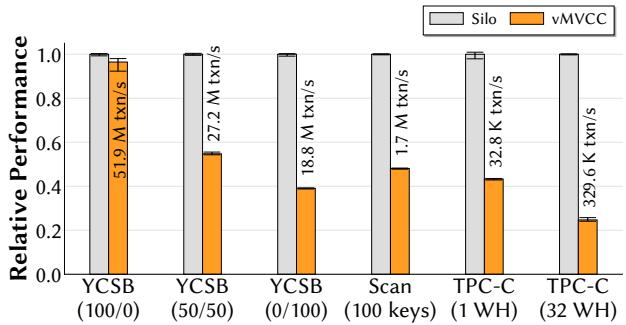 Silo vMVCC
Relative Performance
1.0
0.8
0.6
0.4
0.2
0.0
51.9 M txn/s
27.2 M txn/s
18.8 M txn/s
1.7 M txn/s
32.8 K txn/s
329.6 K txn/s
YCSB YCSB YCSB Scan TPC-C TPC-C
(100/0) (50/50) (0/100) (100 keys) (1 WH) (32 WH)